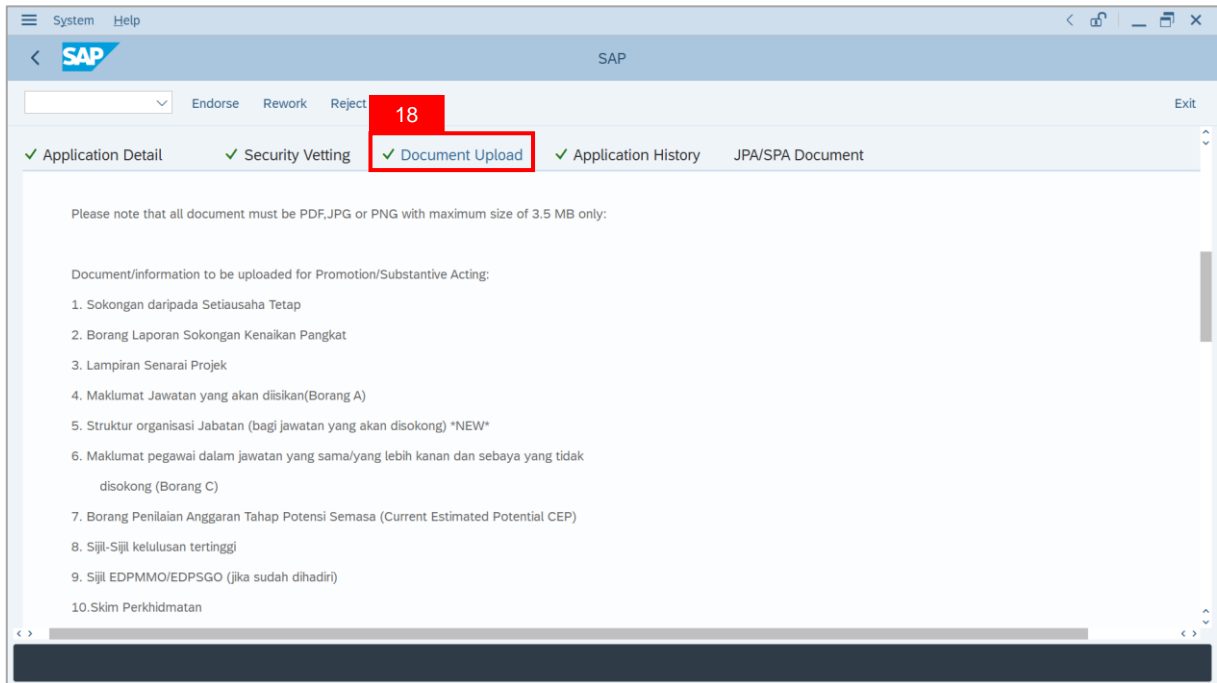 System Help
SAP
SAP
Endorse Rework Reject
18
Exit
Application Detail Security Vetting Document Upload Application History JPA/SPA Document
Please note that all document must be PDF,JPG or PNG with maximum size of 3.5 MB only:
Document/information to be uploaded for Promotion/Substantive Acting:
1. Sokongan daripada Setiausaha Tetap
2. Borang Laporan Sokongan Kenaikan Pangkat
3. Lampiran Senarai Projek
4. Maklumat Jawatan yang akan diisikan(Borang A)
5. Struktur organisasi Jabatan (bagi jawatan yang akan disokong) *NEW*
6. Maklumat pegawai dalam jawatan yang sama/yang lebih kanan dan sebaya yang tidak
disokong (Borang C)
7. Borang Penilaian Anggaran Tahap Potensi Semasa (Current Estimated Potential CEP)
8. Sijil-Sijil kelulusan tertinggi
9. Sijil EDPMMO/EDPSGO (jika sudah dihadiri)
10.Skim Perkhidmatan